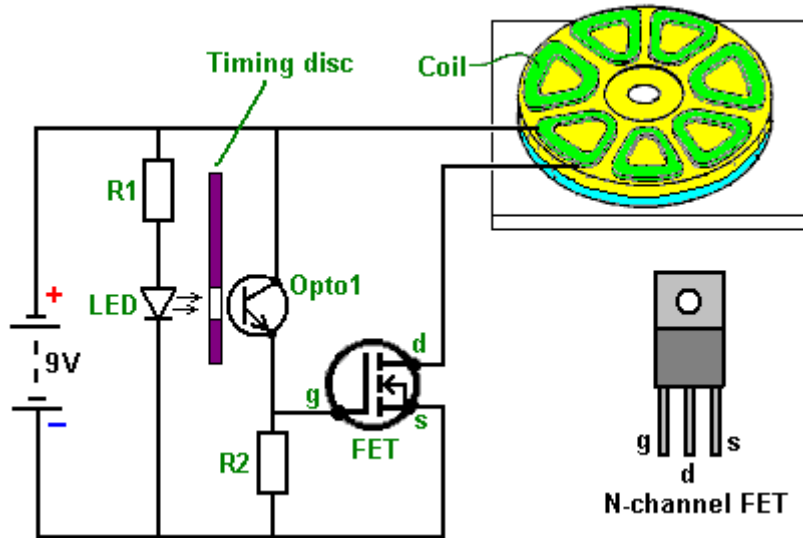 Timing disc
Coil
R1
LED
Opto1
+
9V
−
d
g
s
FET
R2
g
d
s
N-channel FET